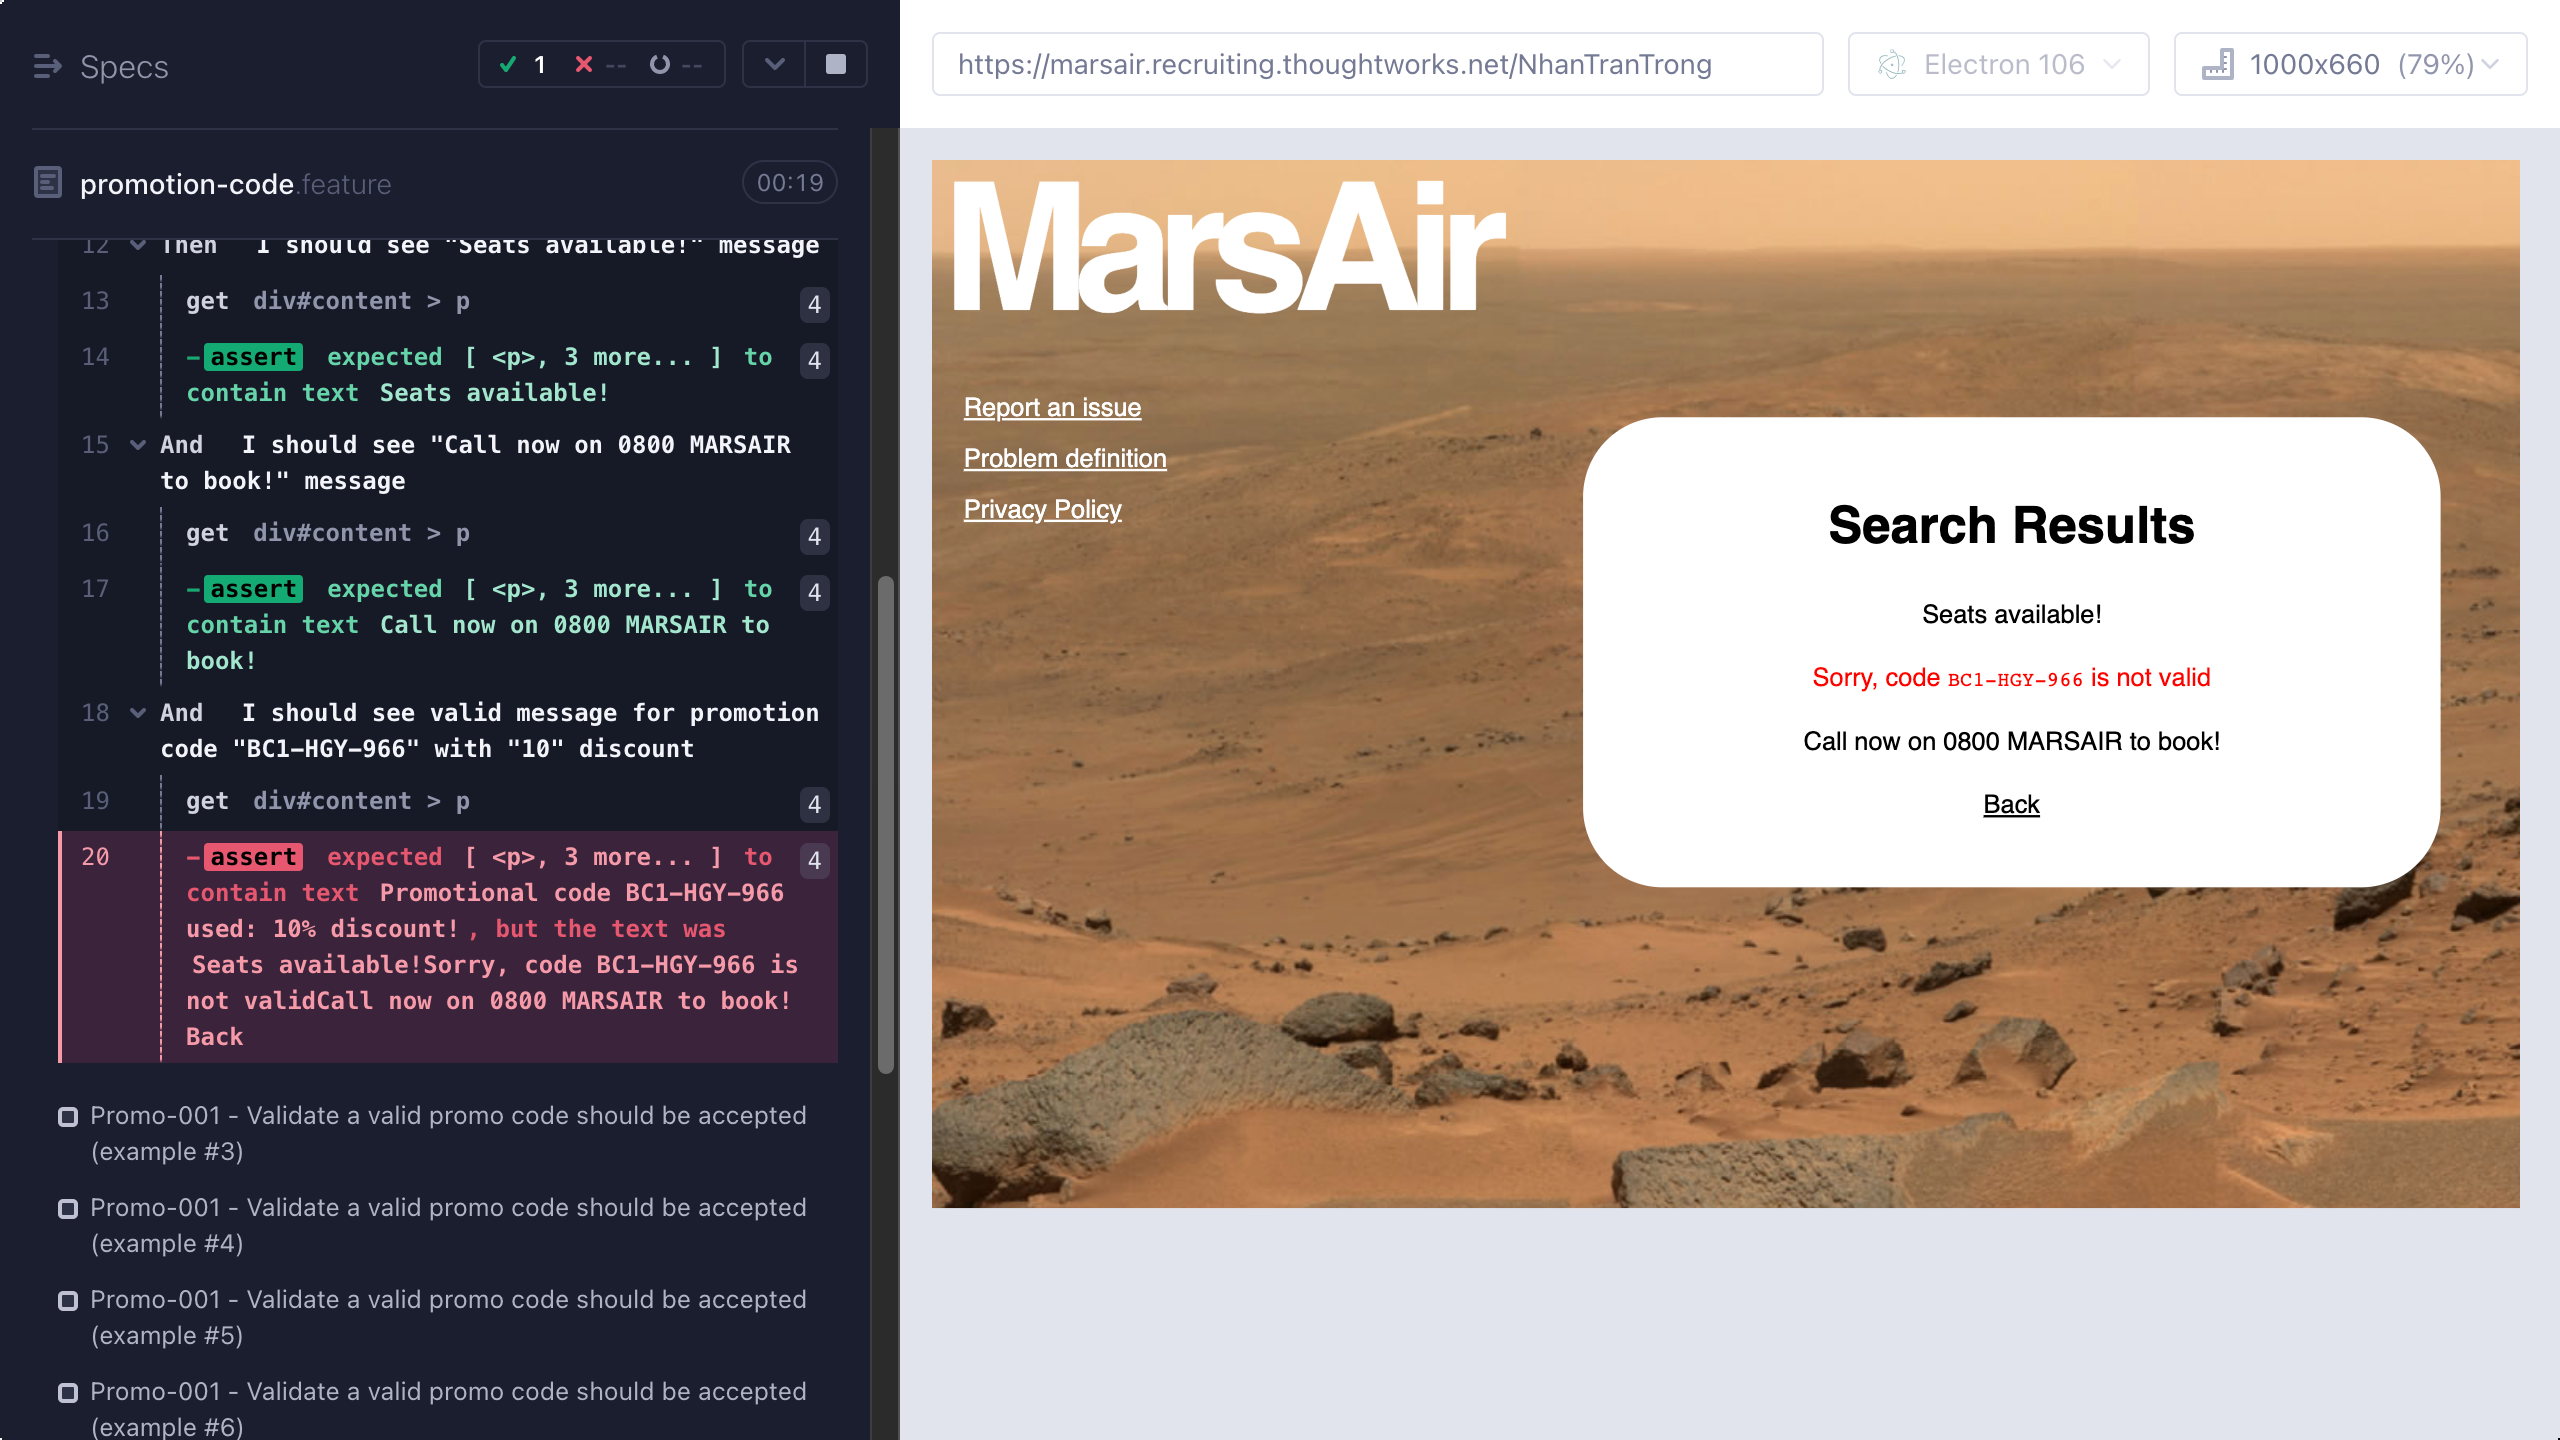 Specs
1 -- --
promotion-code.feature 00:19
12 Then I should see "Seats available!" message
13 get div#content > p 4
14 -assert expected [ <p>, 3 more... ] to 4
contain text Seats available!
15 And I should see "Call now on 0800 MARSAIR
to book!" message
16 get div#content > p 4
17 -assert expected [ <p>, 3 more... ] to 4
contain text Call now on 0800 MARSAIR to
book!
18 And I should see valid message for promotion
code "BC1-HGY-966" with "10" discount
19 get div#content > p 4
20 -assert expected [ <p>, 3 more... ] to 4
contain text Promotional code BC1-HGY-966
used: 10% discount!, but the text was
Seats available!Sorry, code BC1-HGY-966 is
not validCall now on 0800 MARSAIR to book!
Back
Promo-001 - Validate a valid promo code should be accepted
(example #3)
Promo-001 - Validate a valid promo code should be accepted
(example #4)
Promo-001 - Validate a valid promo code should be accepted
(example #5)
Promo-001 - Validate a valid promo code should be accepted
(example #6)
https://marsair.recruiting.thoughtworks.net/NhanTranTrong
Electron 106
1000x660 (79%)
MarsAir
Report an issue
Problem definition
Privacy Policy
Search Results
Seats available!
Sorry, code BC1-HGY-966 is not valid
Call now on 0800 MARSAIR to book!
Back